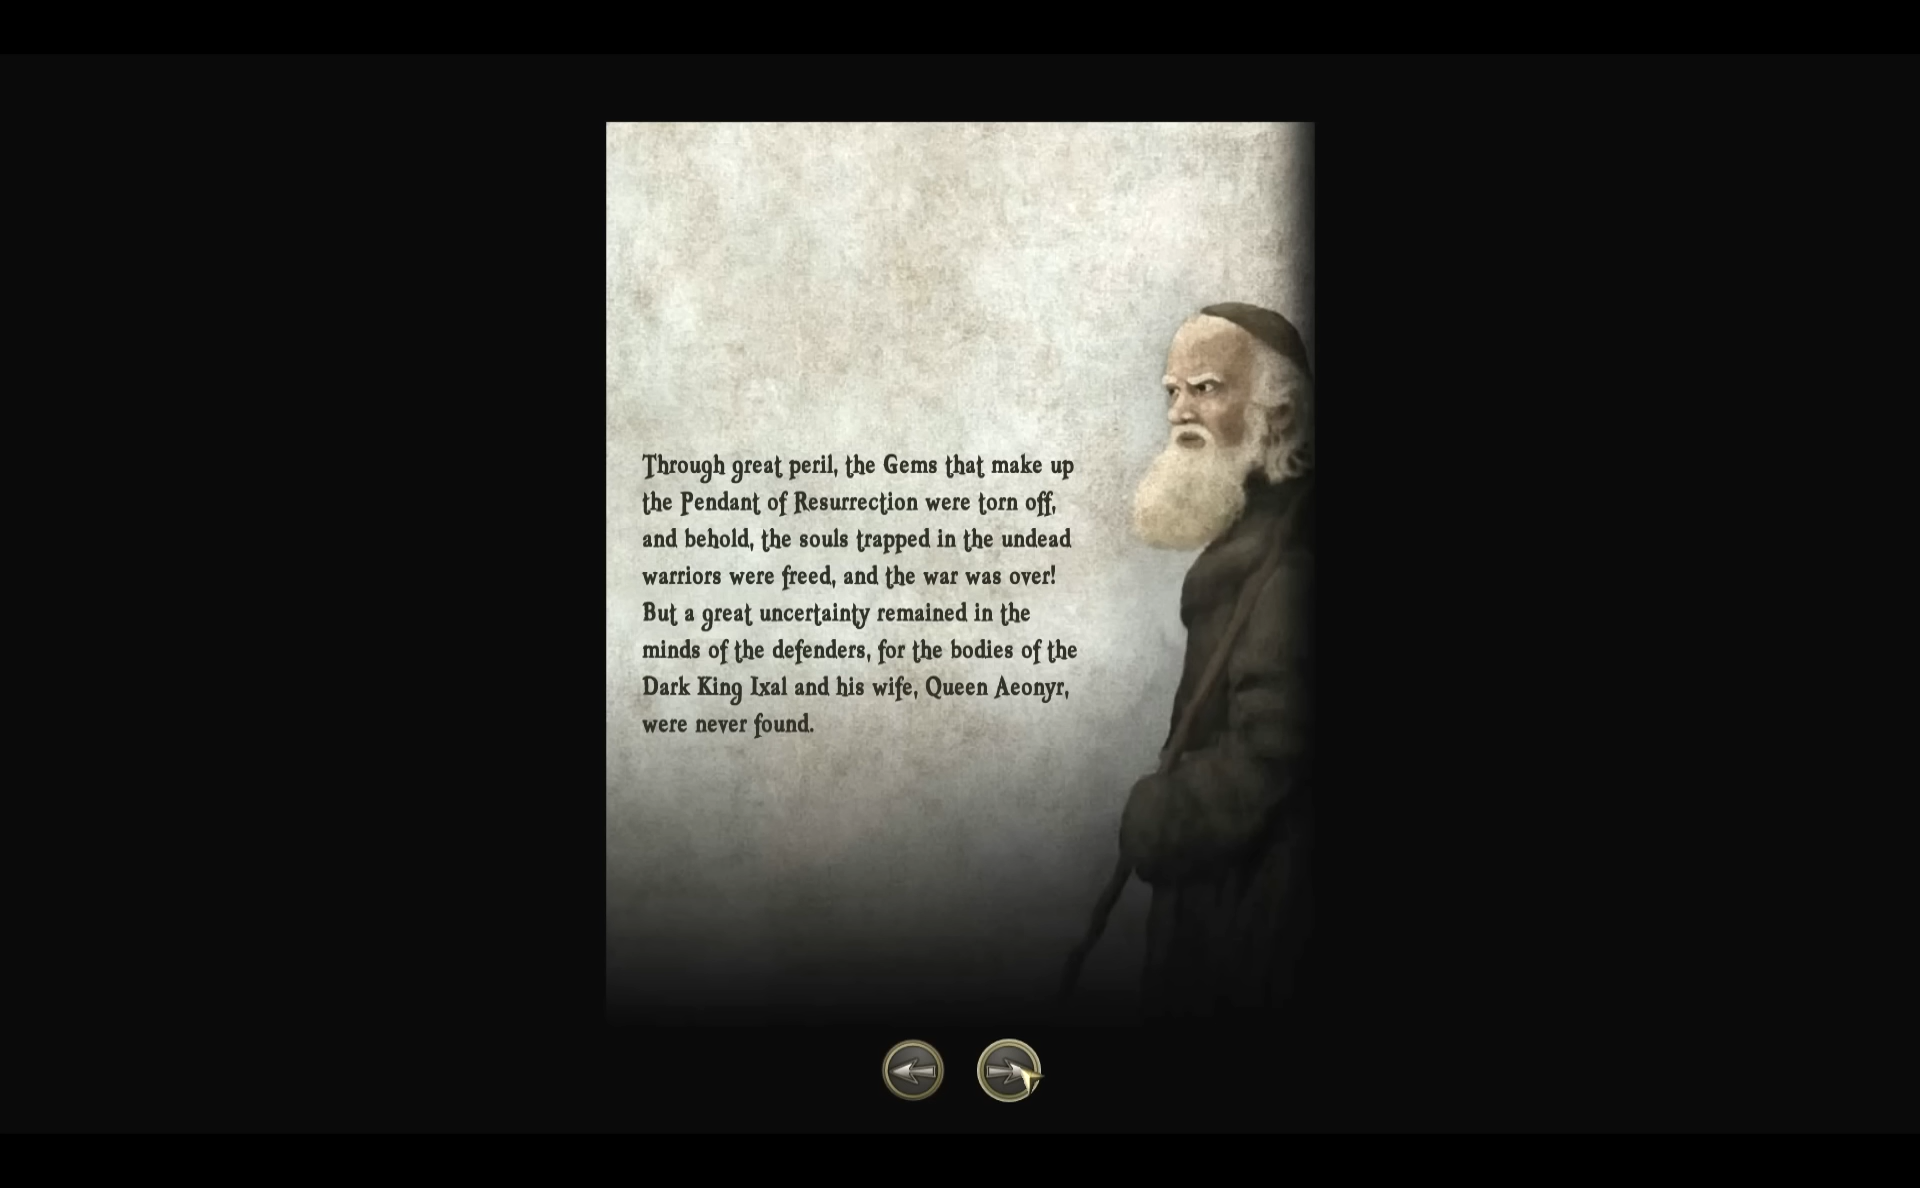 Through great peril, the Gems that make up
the Pendant of Resurrection were torn off,
and behold, the souls trapped in the undead
warriors were freed, and the war was over!
But a great uncertainty remained in the
minds of the defenders, for the bodies of the
Dark King Ixal and his wife, Queen Aeonyr,
were never found.